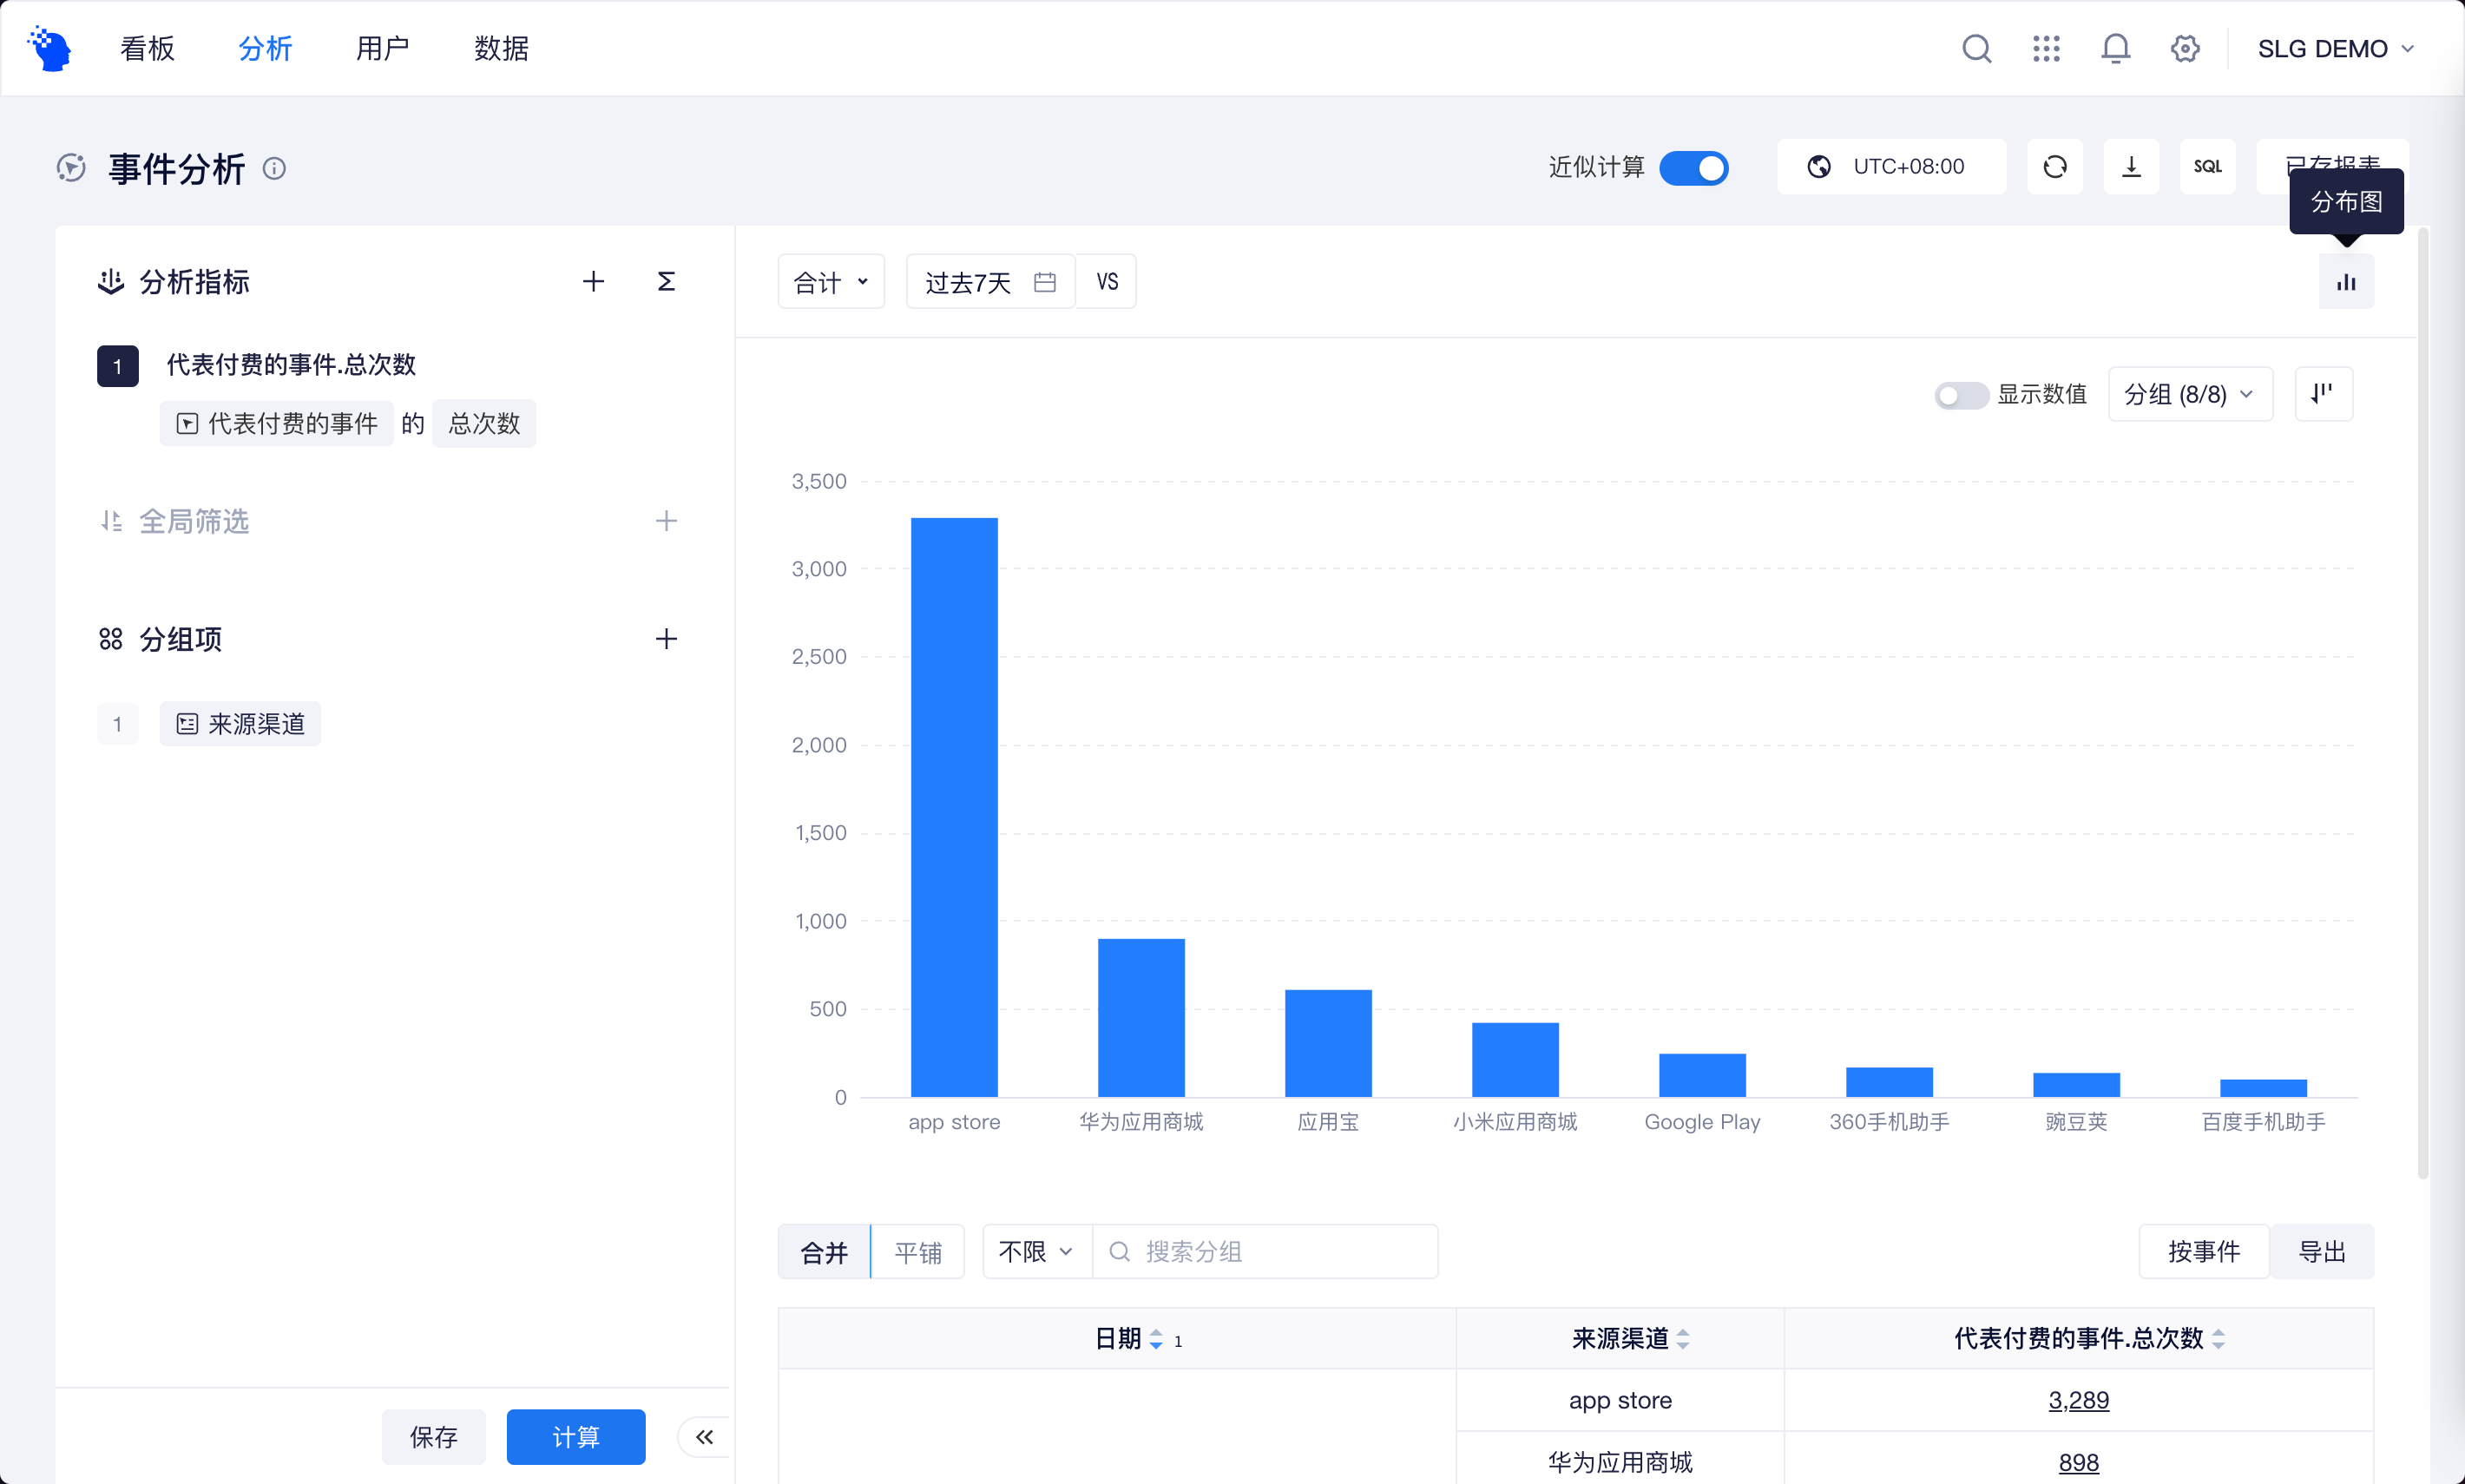 看板 分析 用户 数据 SLG DEMO
事件分析 近似计算 UTC+08:00 SQL 已存报表
分布图
分析指标 Σ 合计 过去7天 VS
1 代表付费的事件.总次数
代表付费的事件 的 总次数
显示数值 分组 (8/8)
全局筛选
分组项
1 来源渠道
3,500
3,000
2,500
2,000
1,500
1,000
500
0
app store 华为应用商城 应用宝 小米应用商城 Google Play 360手机助手 豌豆荚 百度手机助手
合并 平铺 不限 搜索分组 按事件 导出
日期 1 来源渠道 代表付费的事件.总次数
app store 3,289
华为应用商城 898
保存 计算